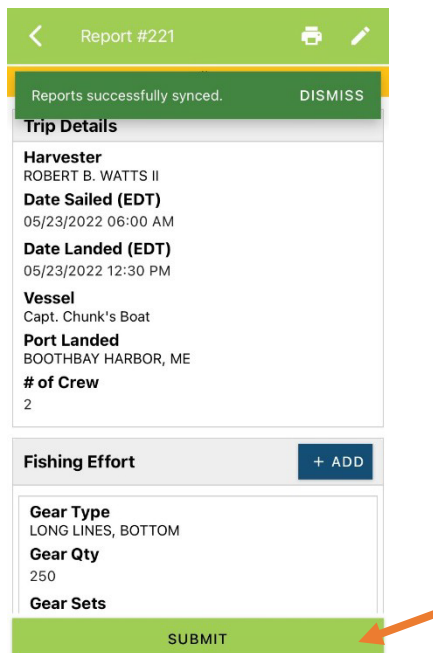 Report #221
Reports successfully synced. DISMISS
Trip Details
Harvester
ROBERT B. WATTS II
Date Sailed (EDT)
05/23/2022 06:00 AM
Date Landed (EDT)
05/23/2022 12:30 PM
Vessel
Capt. Chunk's Boat
Port Landed
BOOTHBAY HARBOR, ME
# of Crew
2
Fishing Effort + ADD
Gear Type
LONG LINES, BOTTOM
Gear Qty
250
Gear Sets
SUBMIT